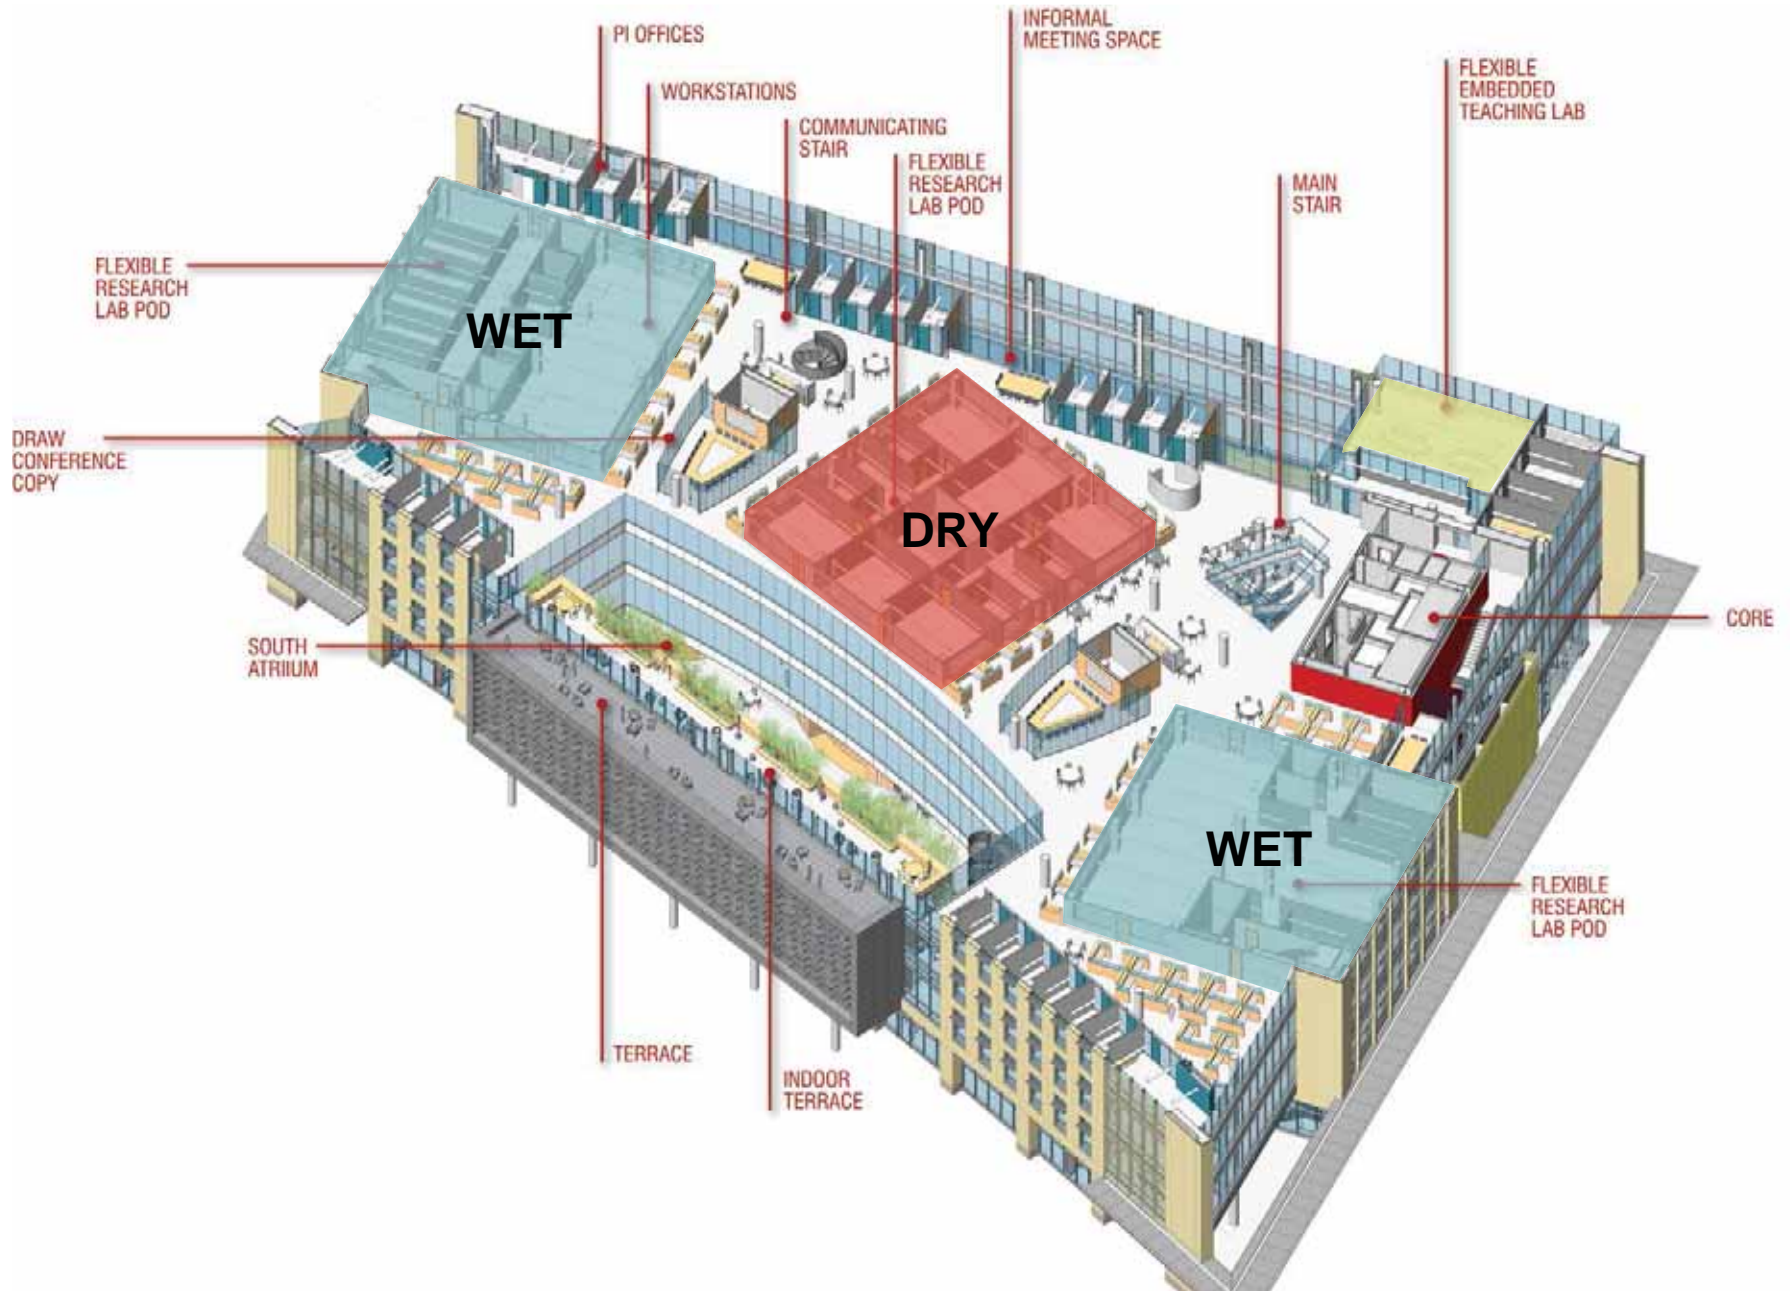 PI OFFICES
INFORMAL
MEETING SPACE
WORKSTATIONS
FLEXIBLE
EMBEDDED
TEACHING LAB
COMMUNICATING
STAIR
FLEXIBLE
RESEARCH
LAB POD
MAIN
STAIR
FLEXIBLE
RESEARCH
LAB POD
WET
DRAW
CONFERENCE
COPY
DRY
CORE
SOUTH
ATRIIUM
WET
FLEXIBLE
RESEARCH
LAB POD
TERRACE
INDOOR
TERRACE